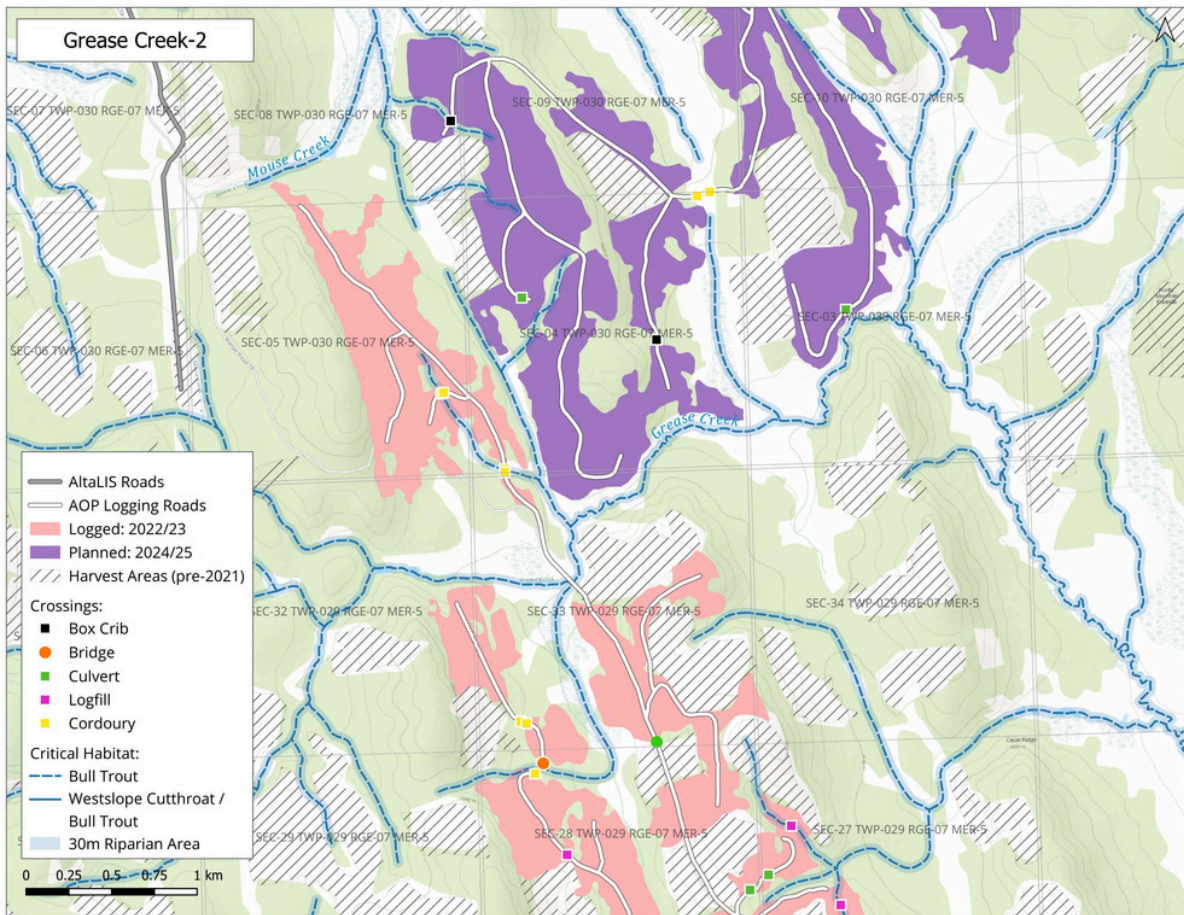 Grease Creek-2
SEC-07 TWP-030 RGE-07 MER-5
SEC-08 TWP-030 RGE-07 MER-5
SEC-09 TWP-030 RGE-07 MER-5
SEC-10 TWP-030 RGE-07 MER-5
Mouse Creek
SEC-06 TWP-030 RGE-07 MER-5
SEC-05 TWP-030 RGE-07 MER-5
SEC-04 TWP-030 RGE-07 MER-5
SEC-03 TWP-030 RGE-07 MER-5
Grease Creek
AltaLIS Roads
AOP Logging Roads
Logged: 2022/23
Planned: 2024/25
Harvest Areas (pre-2021)
Crossings:
Box Crib
Bridge
Culvert
Logfill
Cordoury
Critical Habitat:
Bull Trout
Westslope Cutthroat /
Bull Trout
30m Riparian Area
0 0.25 0.5 0.75 1 km
SEC-32 TWP-029 RGE-07 MER-5
SEC-33 TWP-029 RGE-07 MER-5
SEC-34 TWP-029 RGE-07 MER-5
SEC-29 TWP-029 RGE-07 MER-5
SEC-28 TWP-029 RGE-07 MER-5
SEC-27 TWP-029 RGE-07 MER-5